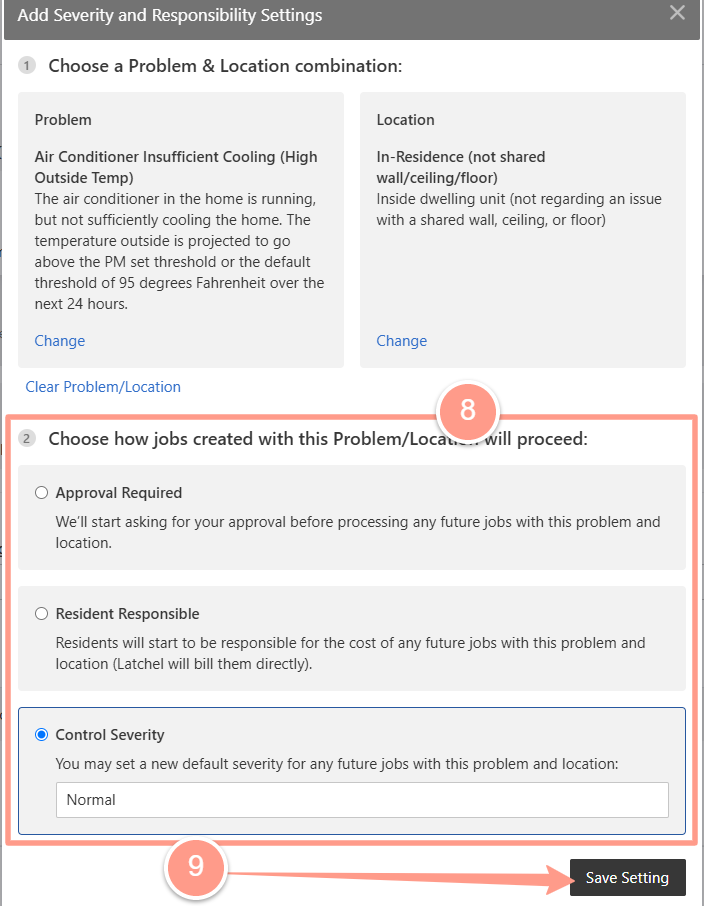 Add Severity and Responsibility Settings
1 Choose a Problem & Location combination:
Problem
Air Conditioner Insufficient Cooling (High
Outside Temp)
The air conditioner in the home is running,
but not sufficiently cooling the home. The
temperature outside is projected to go
above the PM set threshold or the default
threshold of 95 degrees Fahrenheit over the
next 24 hours.
Change
Location
In-Residence (not shared
wall/ceiling/floor)
Inside dwelling unit (not regarding an issue
with a shared wall, ceiling, or floor)
Change
Clear Problem/Location
8
2 Choose how jobs created with this Problem/Location will proceed:
Approval Required
We'll start asking for your approval before processing any future jobs with this problem and
location.
Resident Responsible
Residents will start to be responsible for the cost of any future jobs with this problem and
location (Latchel will bill them directly).
Control Severity
You may set a new default severity for any future jobs with this problem and location:
Normal
9
Save Setting